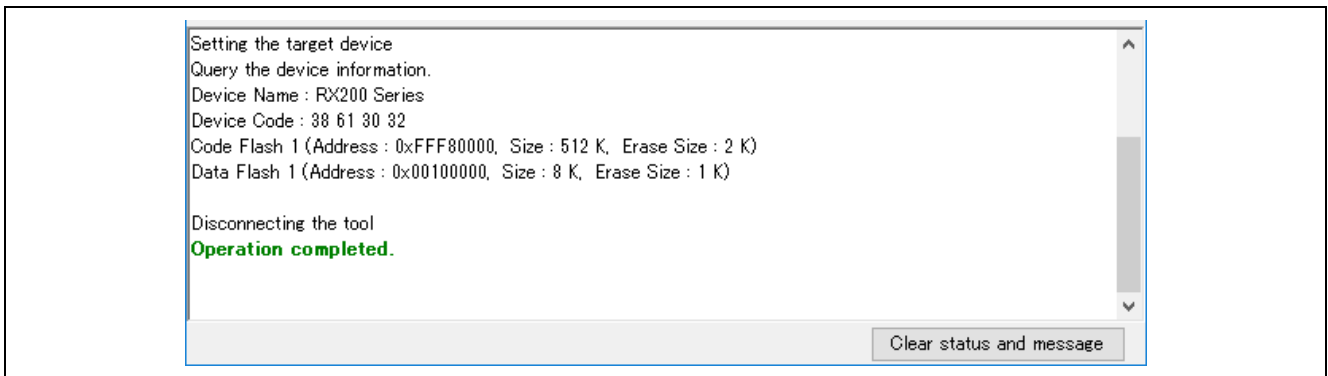 Setting the target device
Query the device information.
Device Name : RX200 Series
Device Code : 38 61 30 32
Code Flash 1 (Address : 0xFFF80000, Size : 512 K, Erase Size : 2 K)
Data Flash 1 (Address : 0x00100000, Size : 8 K, Erase Size : 1 K)
Disconnecting the tool
Operation completed.
Clear status and message